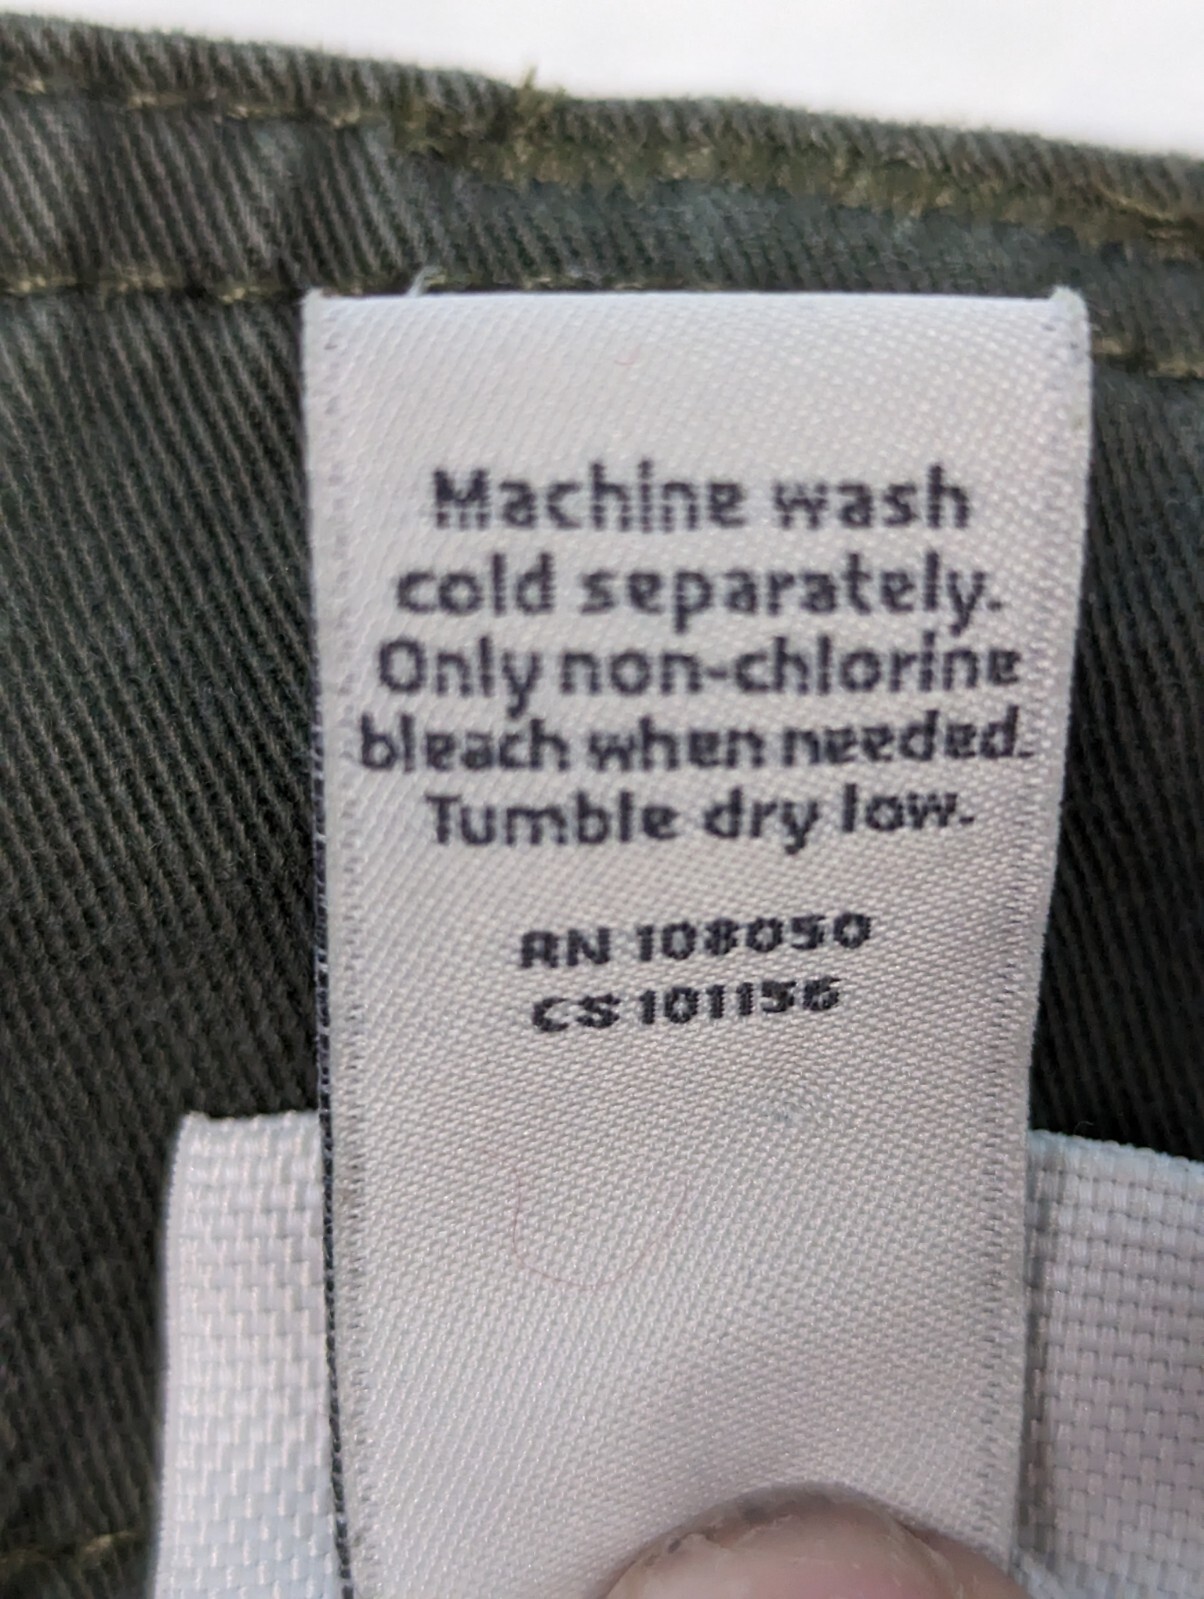 Machine wash
cold separately.
Only non-chlorine
bleach when needed.
Tumble dry low.
RN 108050
CS 101156